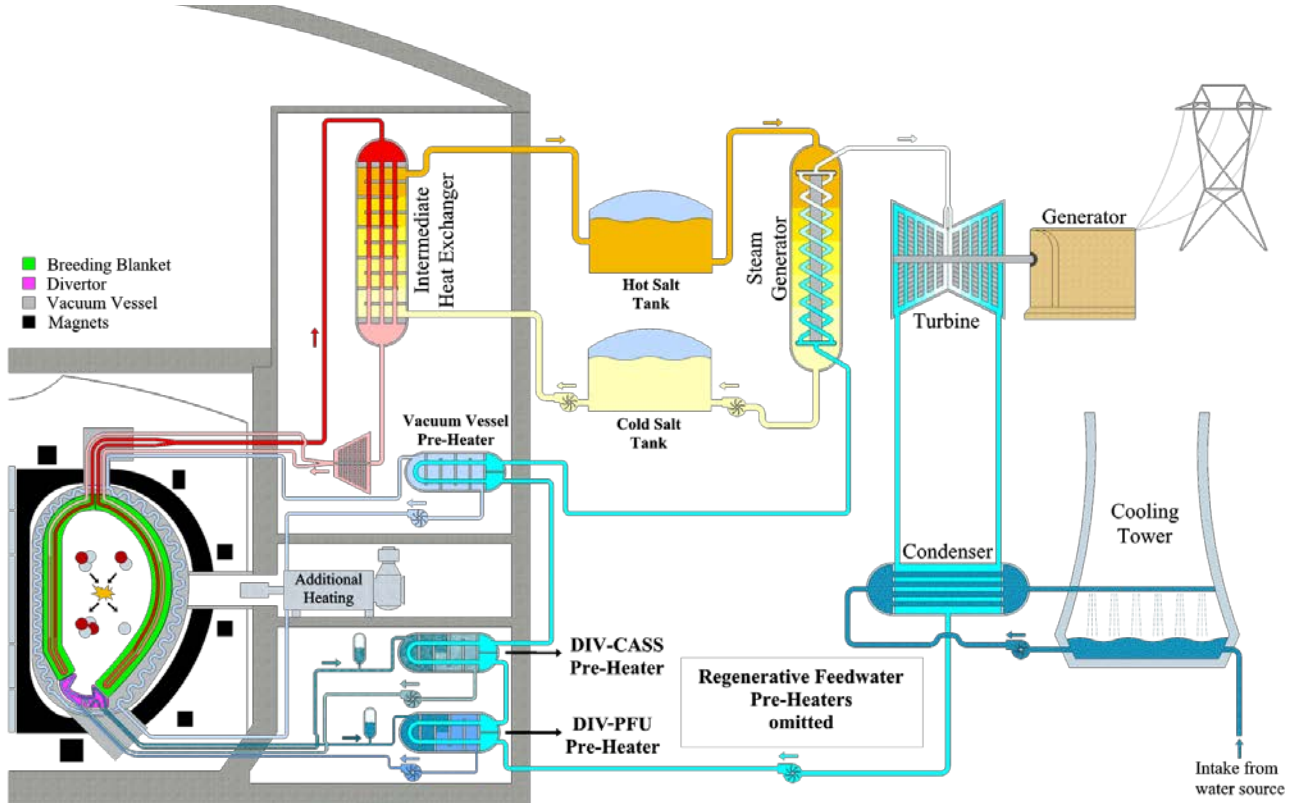 Breeding Blanket
Divertor
Vacuum Vessel
Magnets
Intermediate
Heat Exchanger
Hot Salt
Tank
Cold Salt
Tank
Steam
Generator
Turbine
Generator
Vacuum Vessel
Pre-Heater
Additional
Heating
DIV-CASS
Pre-Heater
DIV-PFU
Pre-Heater
Regenerative Feedwater
Pre-Heaters
omitted
Condenser
Cooling
Tower
Intake from
water source